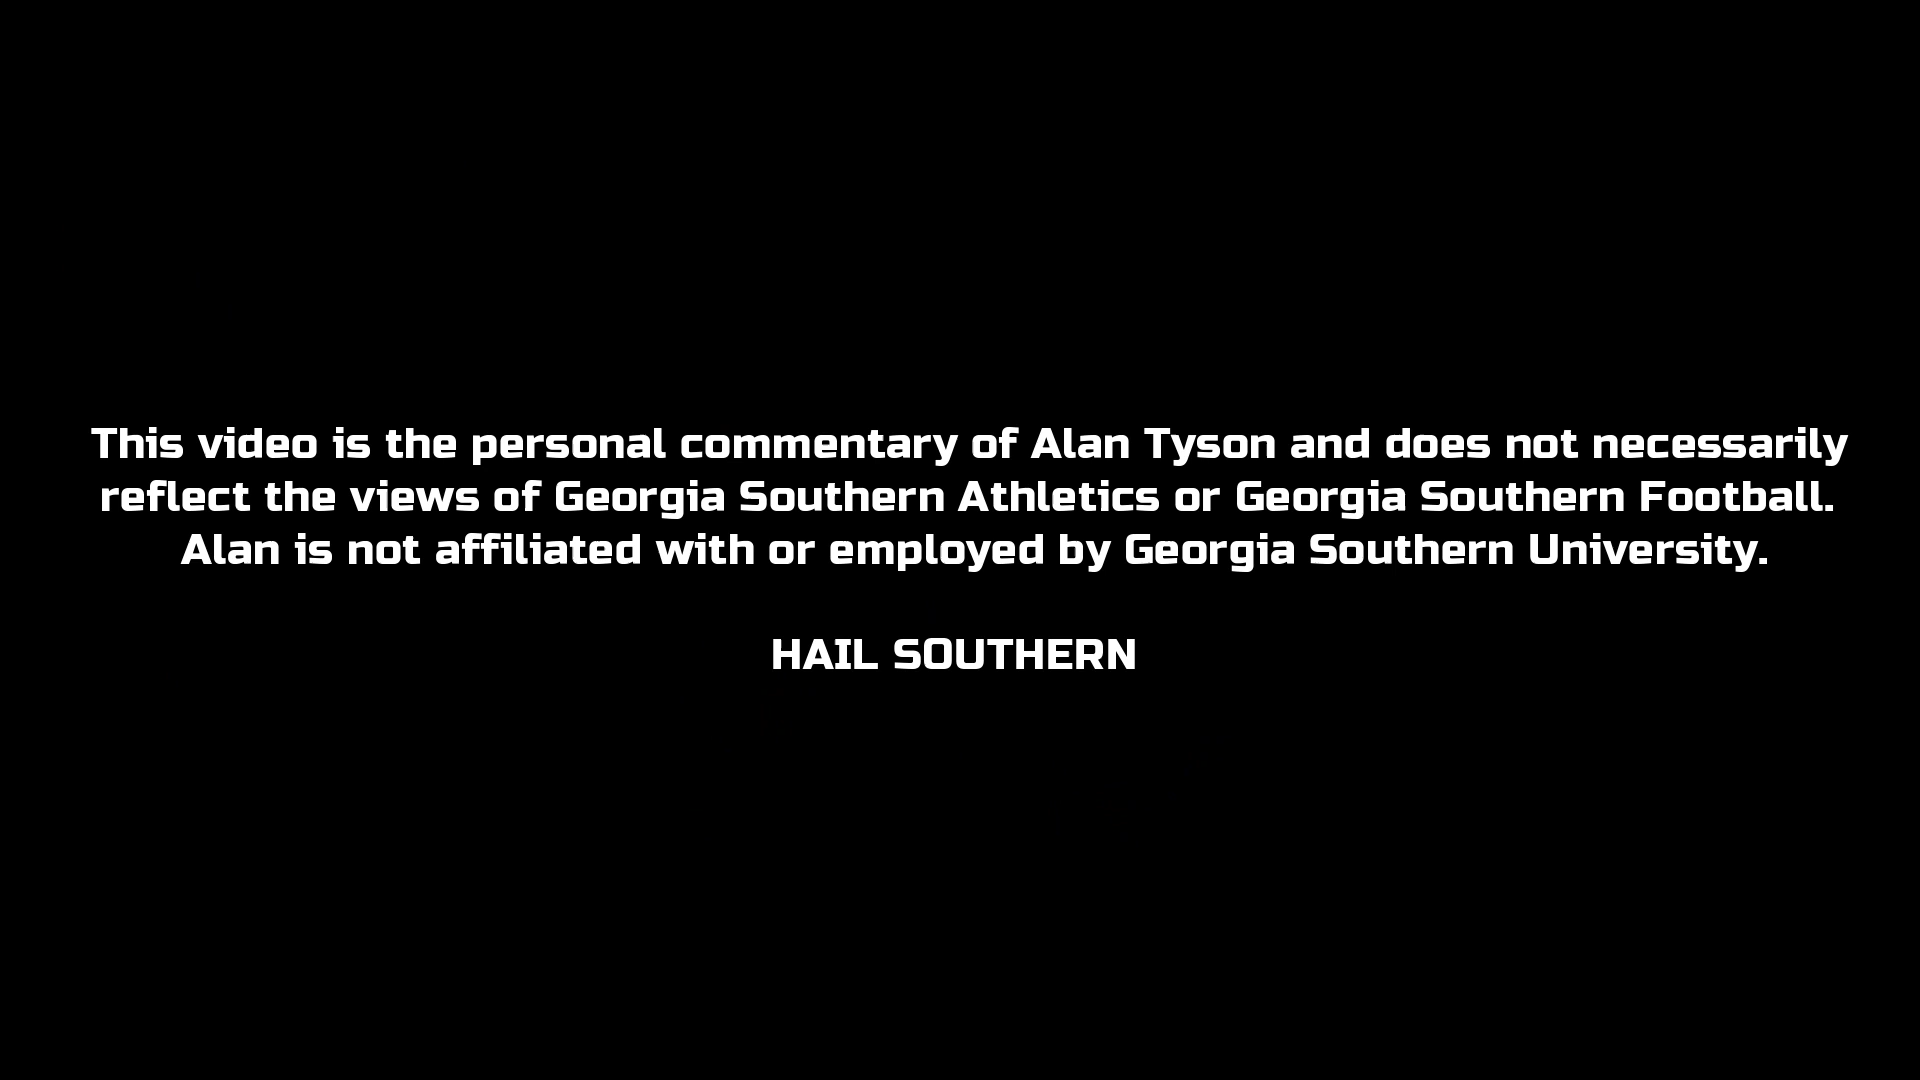 This video is the personal commentary of Alan Tyson and does not necessarily
reflect the views of Georgia Southern Athletics or Georgia Southern Football.
Alan is not affiliated with or employed by Georgia Southern University.
HAIL SOUTHERN